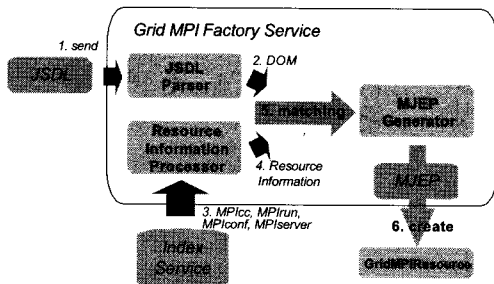 Grid MPI Factory Service
1. send
2. DOM
JSDL
JSDL
Parser
5. matching
MJEP
Generator
Resource
Information
Processor
4. Resource
Information
MJEP
3. MPIcc, MPIrun,
MPIconf, MPIserver
6. create
Index
Service
GridMPIResource